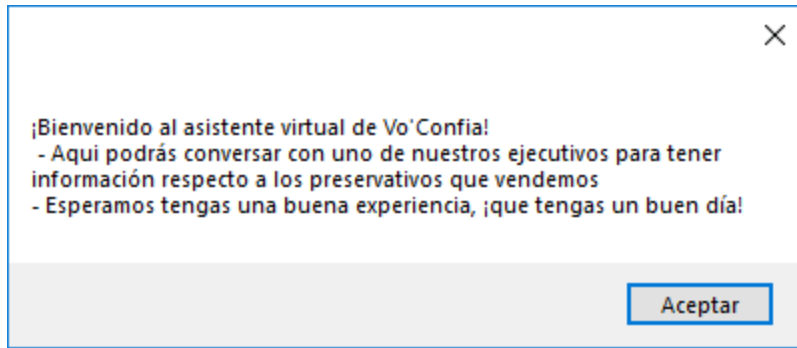 ¡Bienvenido al asistente virtual de Vo'Confia!
- Aqui podrás conversar con uno de nuestros ejecutivos para tener
información respecto a los preservativos que vendemos
- Esperamos tengas una buena experiencia, ¡que tengas un buen día!
Aceptar